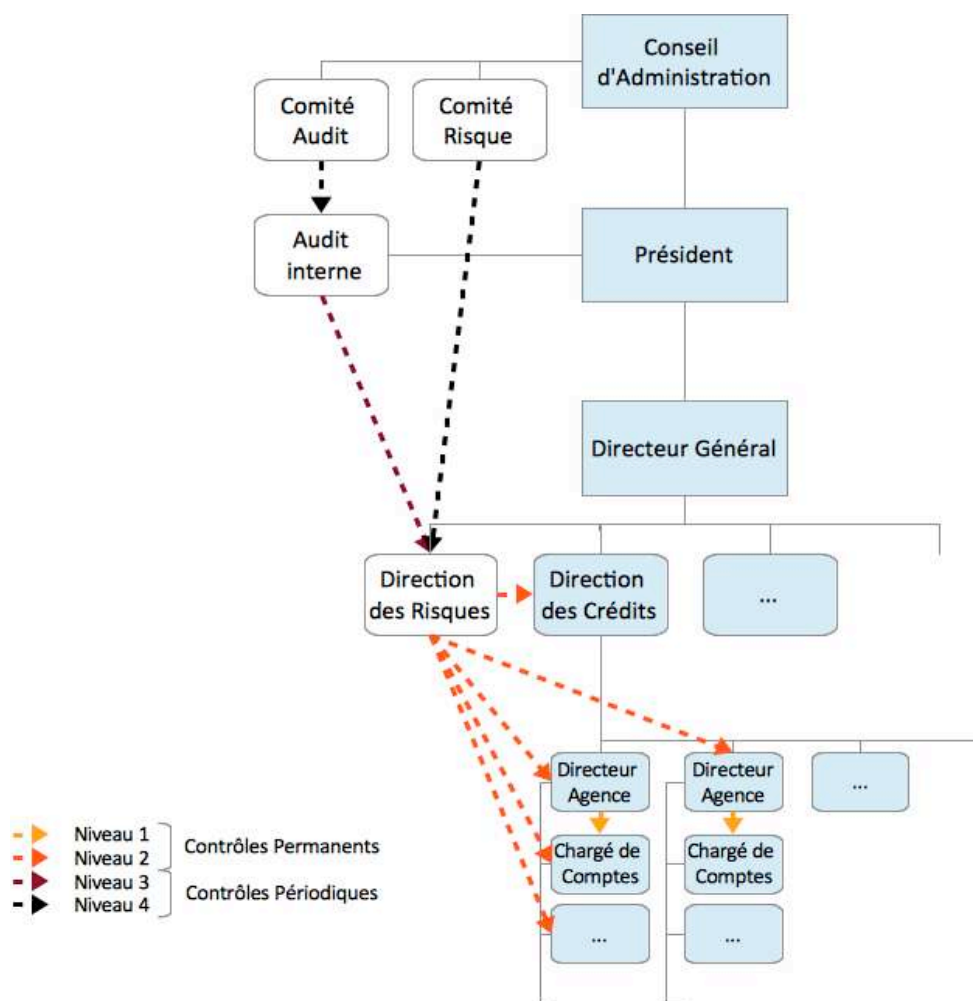 Conseil
d'Administration
Comité
Audit
Comité
Risque
Audit
interne
Président
Directeur Général
Direction
des Risques
Direction
des Crédits
...
Directeur
Agence
Directeur
Agence
...
Chargé de
Comptes
Chargé de
Comptes
...
...
Niveau 1
Niveau 2
Contrôles Permanents
Niveau 3
Niveau 4
Contrôles Périodiques